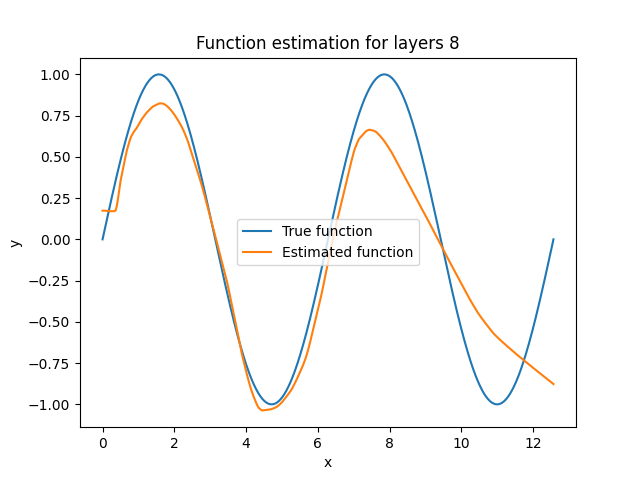 Function estimation for layers 8
1.00
0.75
0.50
0.25
0.00
−0.25
−0.50
−0.75
−1.00
y
True function
Estimated function
0 2 4 6 8 10 12
x